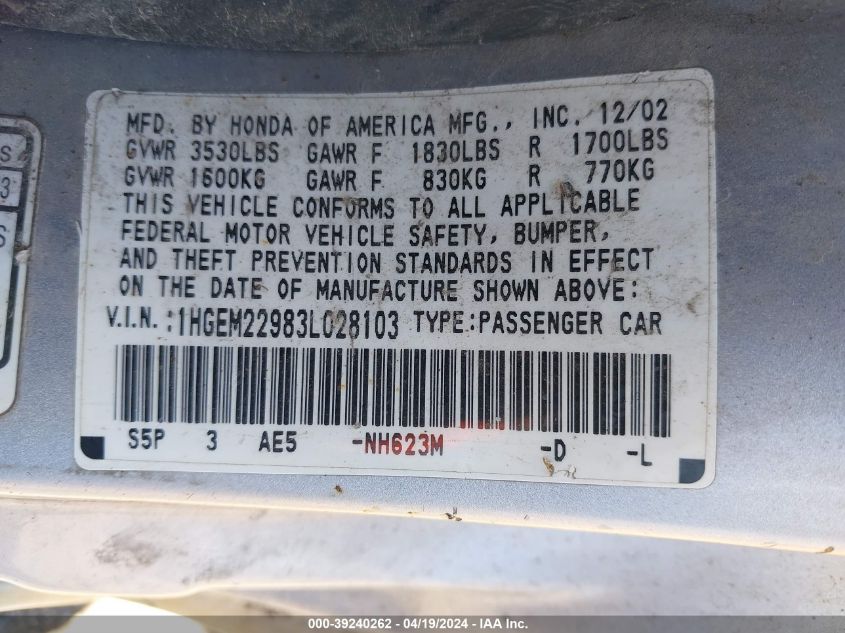 MFD. BY HONDA OF AMERICA MFG., INC. 12/02
GVWR 3530LBS GAWR F 1830LBS R 1700LBS
GVWR 1600KG GAWR F 830KG R 770KG
THIS VEHICLE CONFORMS TO ALL APPLICABLE
FEDERAL MOTOR VEHICLE SAFETY, BUMPER,
AND THEFT PREVENTION STANDARDS IN EFFECT
ON THE DATE OF MANUFACTURE SHOWN ABOVE:
V.I.N.:1HGEM22983L028103 TYPE:PASSENGER CAR
S5P 3 AE5 -NH623M -D -L
S
3
S
000-39240262 - 04/19/2024 - IAA Inc.